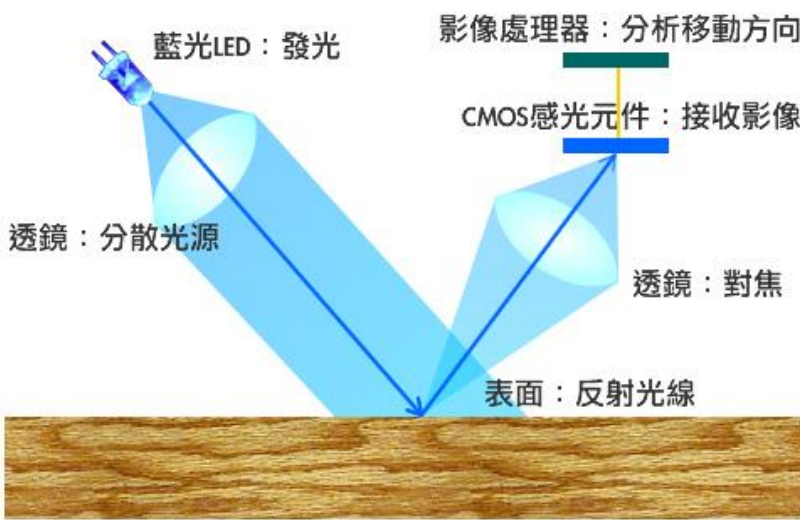 影像處理器：分析移動方向
藍光LED：發光
CMOS感光元件：接收影像
透鏡：分散光源
透鏡：對焦
表面：反射光線